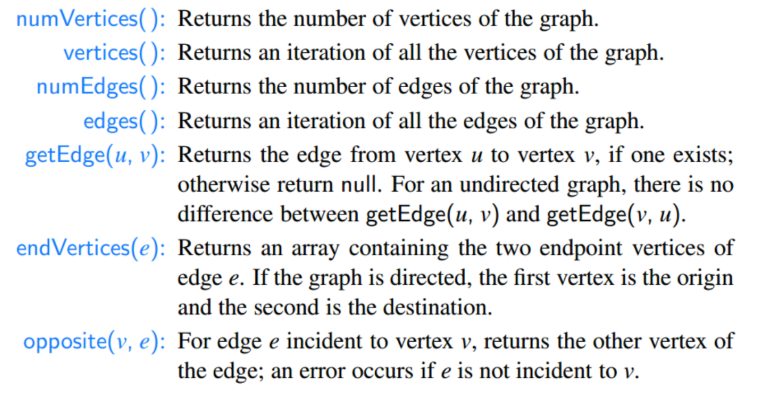 numVertices( ): Returns the number of vertices of the graph.
vertices( ): Returns an iteration of all the vertices of the graph.
numEdges( ): Returns the number of edges of the graph.
edges( ): Returns an iteration of all the edges of the graph.
getEdge(u, v): Returns the edge from vertex u to vertex v, if one exists;
otherwise return null. For an undirected graph, there is no
difference between getEdge(u, v) and getEdge(v, u).
endVertices(e): Returns an array containing the two endpoint vertices of
edge e. If the graph is directed, the first vertex is the origin
and the second is the destination.
opposite(v, e): For edge e incident to vertex v, returns the other vertex of
the edge; an error occurs if e is not incident to v.